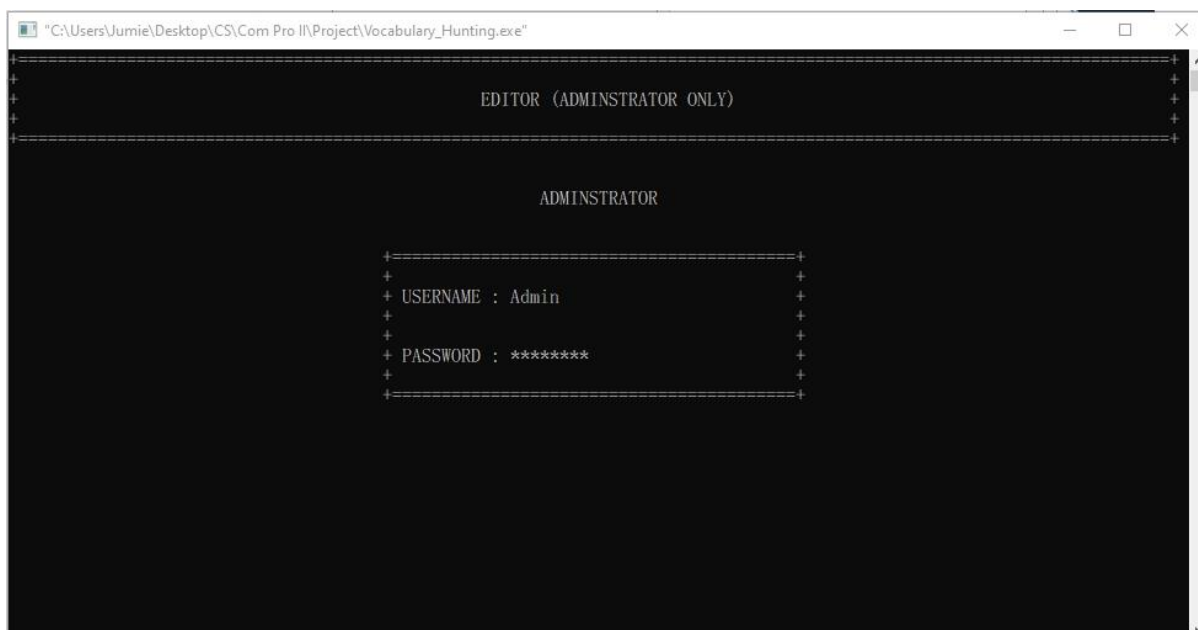 "C:\Users\Jumie\Desktop\CS\Com Pro II\Project\Vocabulary_Hunting.exe"
EDITOR (ADMINSTRATOR ONLY)
ADMINSTRATOR
USERNAME : Admin
PASSWORD : ********